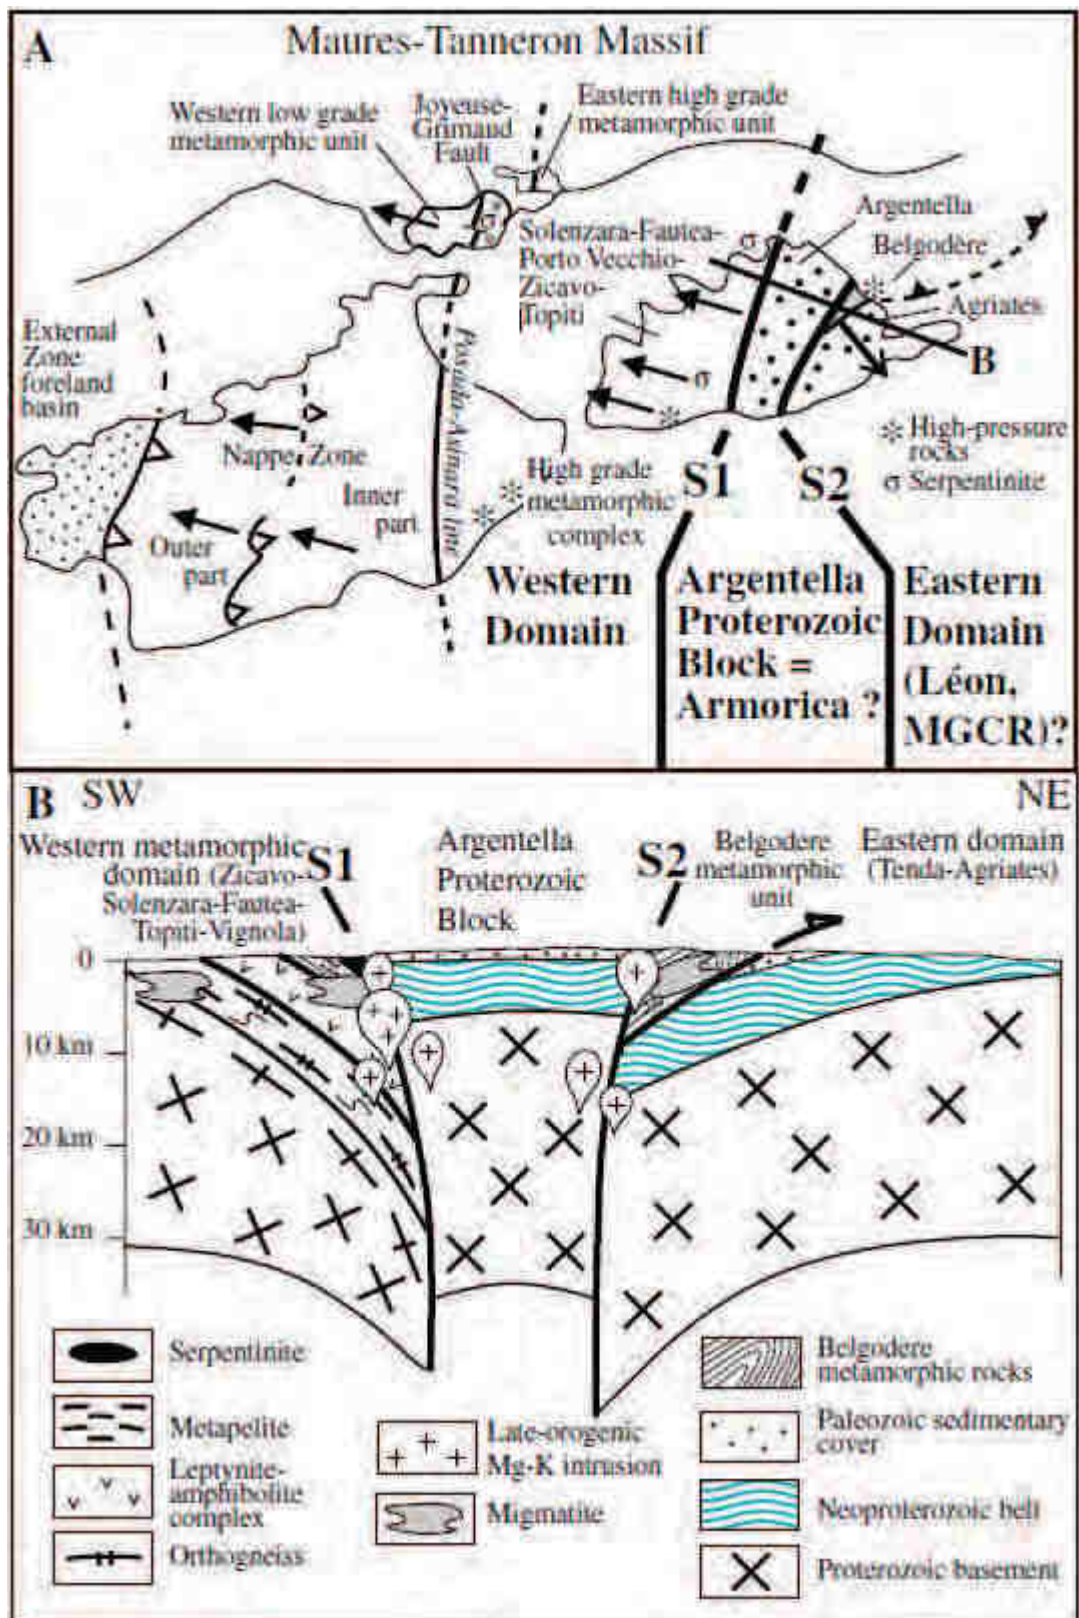 A
Maures-Tanneron Massif
Western low grade
metamorphic unit
Joyeuse-
Grimaud
Fault
Eastern high grade
metamorphic unit
Argentella
Belgodère
Agriates
B
Solenzara-Fautea-
Porto Vecchio-
Zicavo-
Topiti
σ
σ
σ
External
Zone
foreland
basin
Nappe Zone
Inner
part
Outer
part
Posada-Asinara line
High grade
metamorphic
complex
High-pressure
rocks
σ Serpentinite
S1
S2
Western
Domain
Argentella
Proterozoic
Block =
Armorica ?
Eastern
Domain
(Léon,
MGCR)?
B SW
NE
Western metamorphic
domain (Zicavo-
Solenzara-Fautea-
Topiti-Vignola)
S1
Argentella
Proterozoic
Block
S2
Belgodere
metamorphic
unit
Eastern domain
(Tenda-Agriates)
0
10 km
20 km
30 km
Serpentinite
Metapelite
Leptynite-
amphibolite
complex
Orthogneiss
Late-orogenic
Mg-K intrusion
Migmatite
Belgodere
metamorphic rocks
Paleozoic sedimentary
cover
Neoproterozoic belt
Proterozoic basement